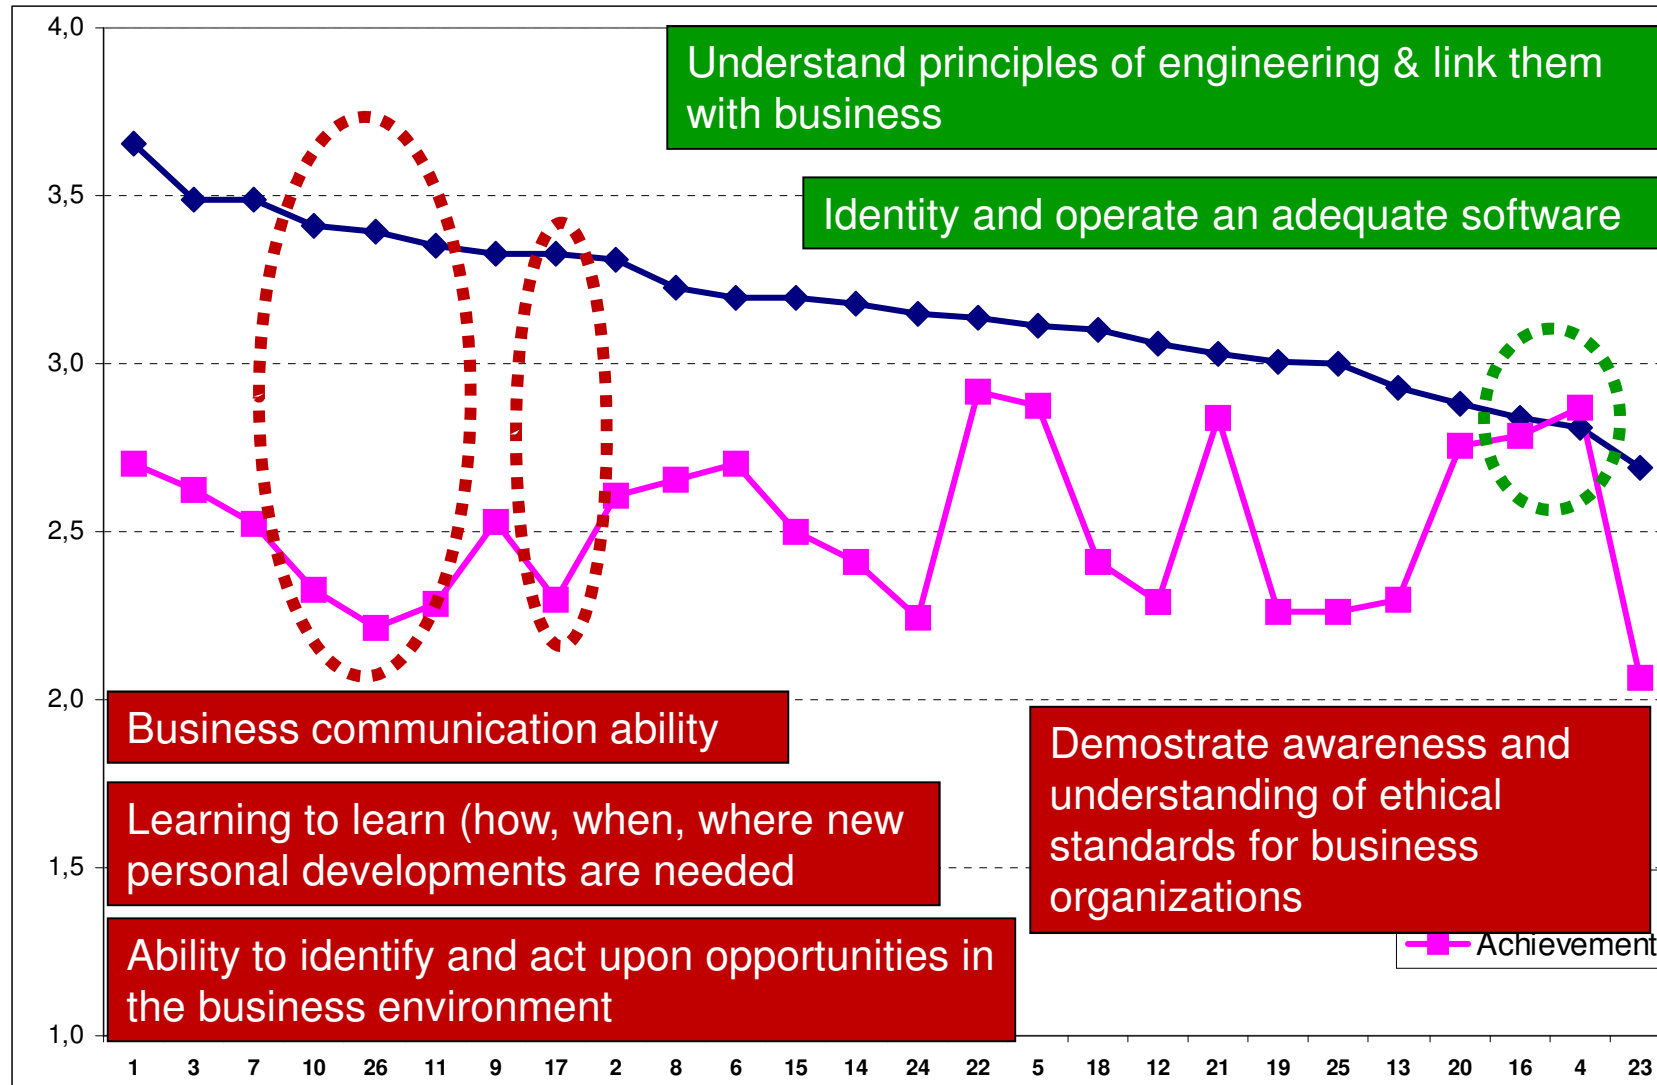 4,0
Understand principles of engineering & link them
with business
3,5
Identity and operate an adequate software
3,0
2,5
2,0
Business communication ability
Demostrate awareness and
understanding of ethical
standards for business
organizations
Learning to learn (how, when, where new
personal developments are needed
1,5
Achievement
Ability to identify and act upon opportunities in
the business environment
1,0
1 3 7 10 26 11 9 17 2 8 6 15 14 24 22 5 18 12 21 19 25 13 20 16 4 23